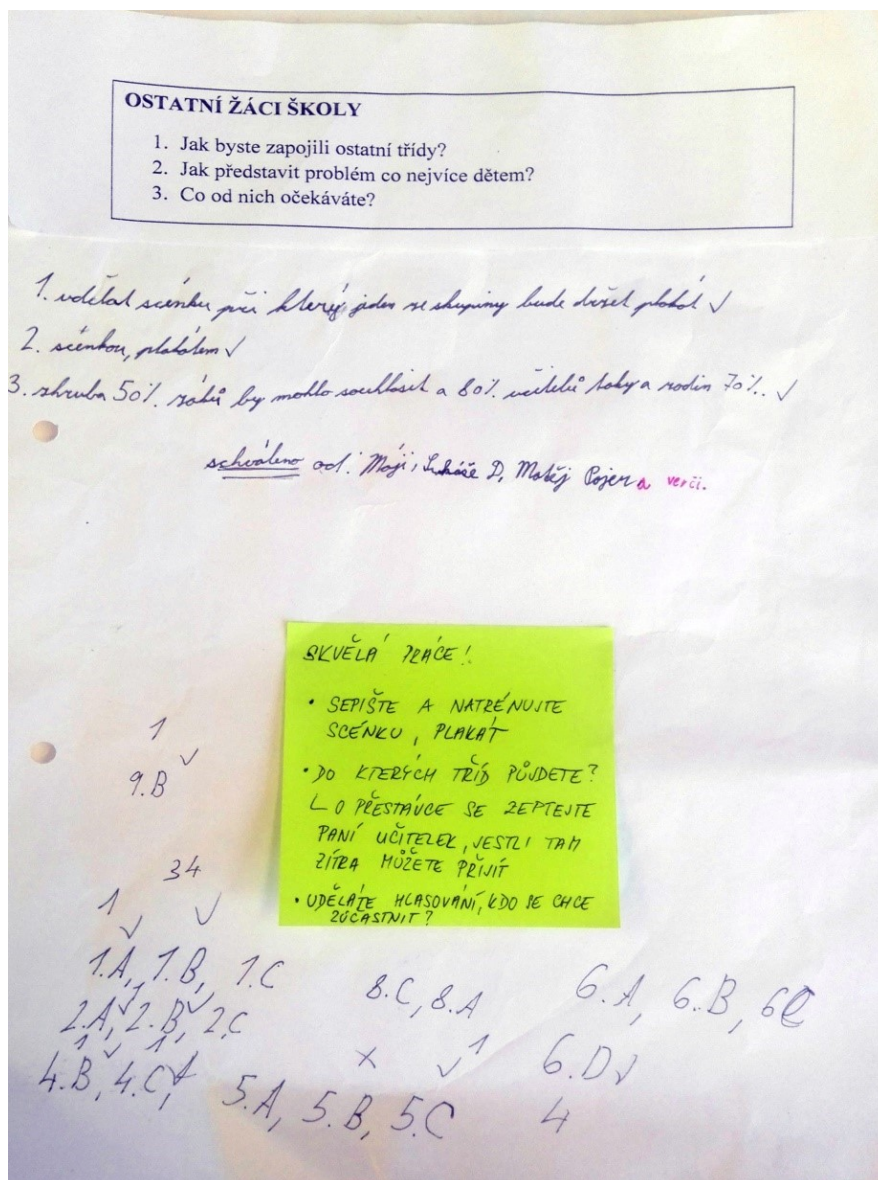 OSTATNÍ ŽÁCI ŠKOLY
1. Jak byste zapojili ostatní třídy?
2. Jak představit problém co nejvíce dětem?
3. Co od nich očekáváte?
1. udělat scénku při který jeden ze skupiny bude držet plakát ✓
2. scénkou, plakátem ✓
3. zhruba 50% žáků by mohlo souhlasit a 80% učitelů taky a rodin 70%. ✓
schváleno od: Máji, Lukáše D, Matěj Pojer a verči.
SKVĚLÁ PRÁCE!
• SEPIŠTE A NATRÉNUJTE
SCÉNKU, PLAKÁT
• DO KTERÝCH TŘÍD PŮJDETE?
O PŘESTÁVCE SE ZEPTEJTE
PANÍ UČITELEK, JESTLI TAM
ZÍTRA MŮŽETE PŘIJÍT
• UDĚLÁTE HLASOVÁNÍ, KDO SE CHCE
ZÚČASTNIT?
1
9.B ✓
34
1
✓ ✓
1.A, 1.B, 1.C
8.C, 8.A
6.A, 6.B, 6C
2.A, 2.B, 2.C
x ✓ 1
6.D ✓
4.B, 4.C,
5.A, 5.B, 5.C
4